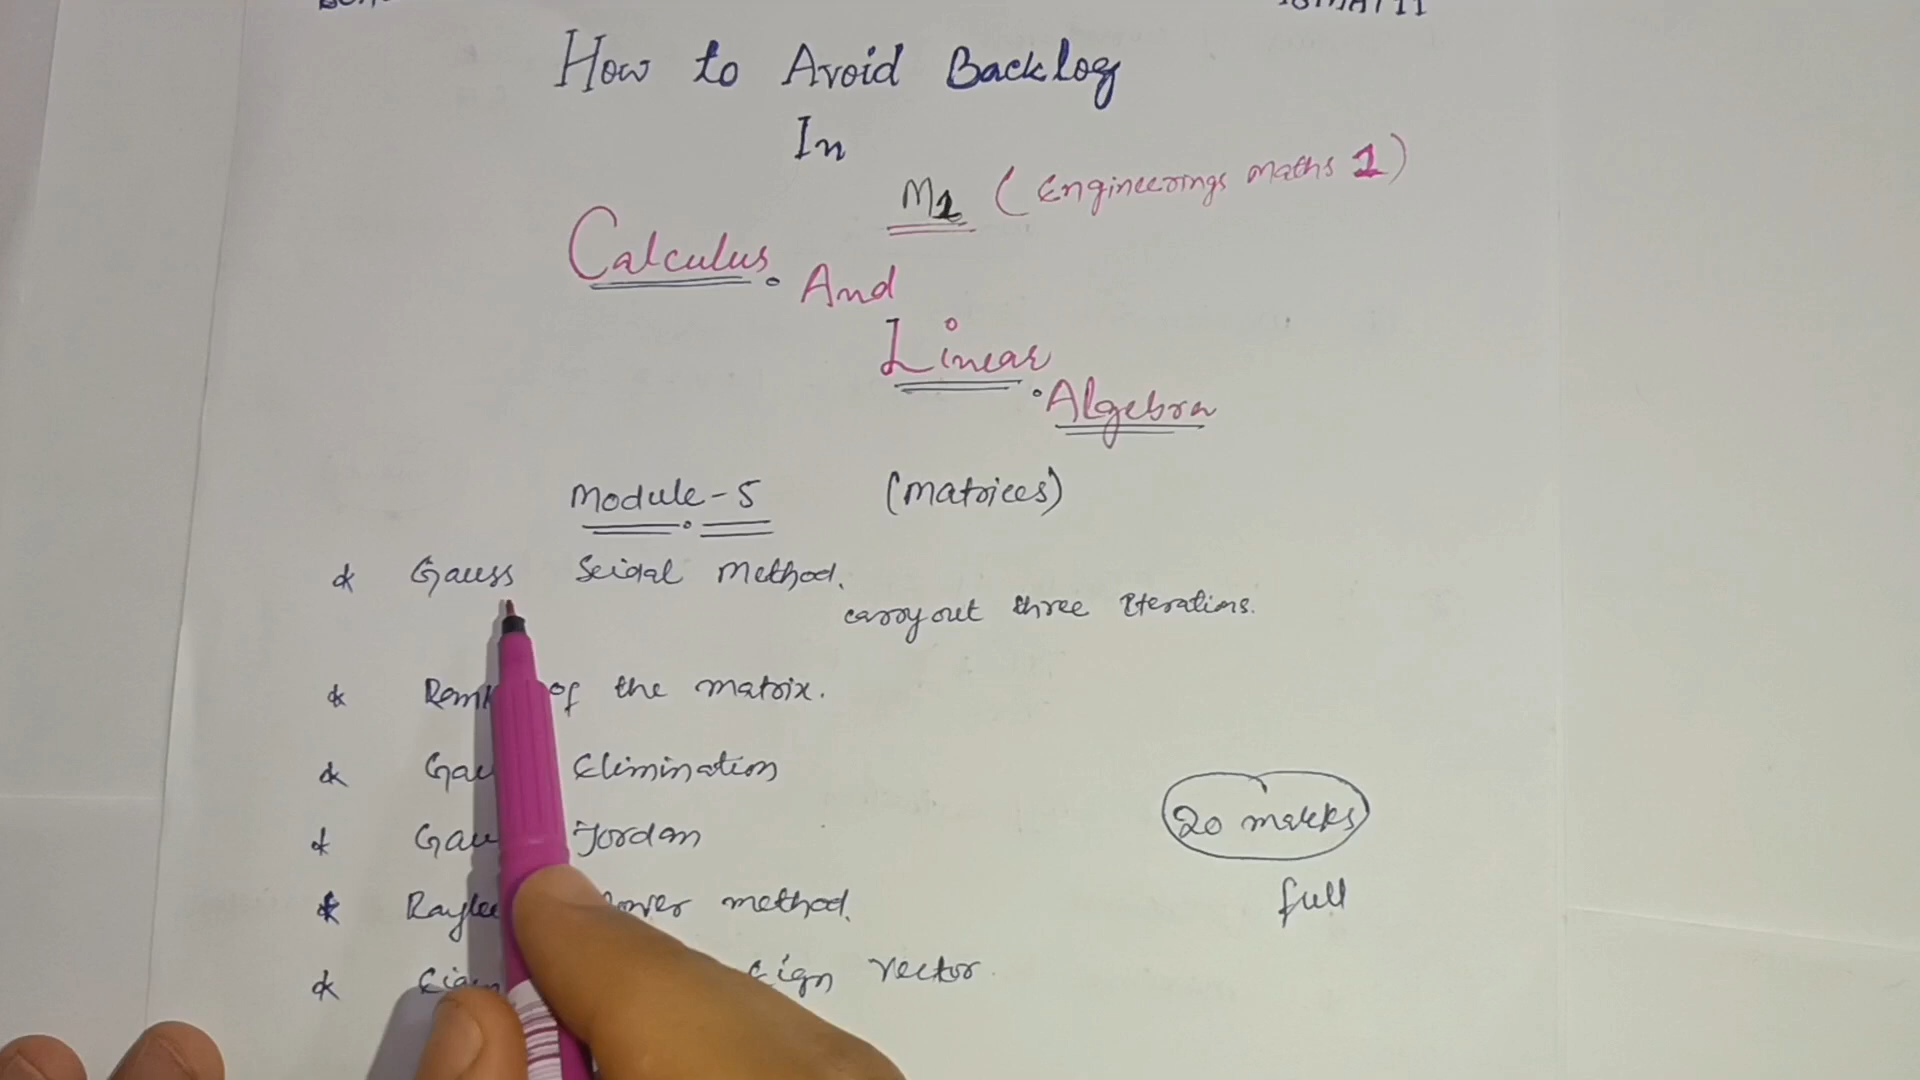 How to Avoid Backlog
In
M1 (Engineerings maths 1)
Calculus And
Linear
Algebra
Module-5 (Matrices)
Gauss Seidal Method.
carryout three Iterations.
of the matrix.
Elimination
Jordan
method.
Eign Vector
20 marks
full